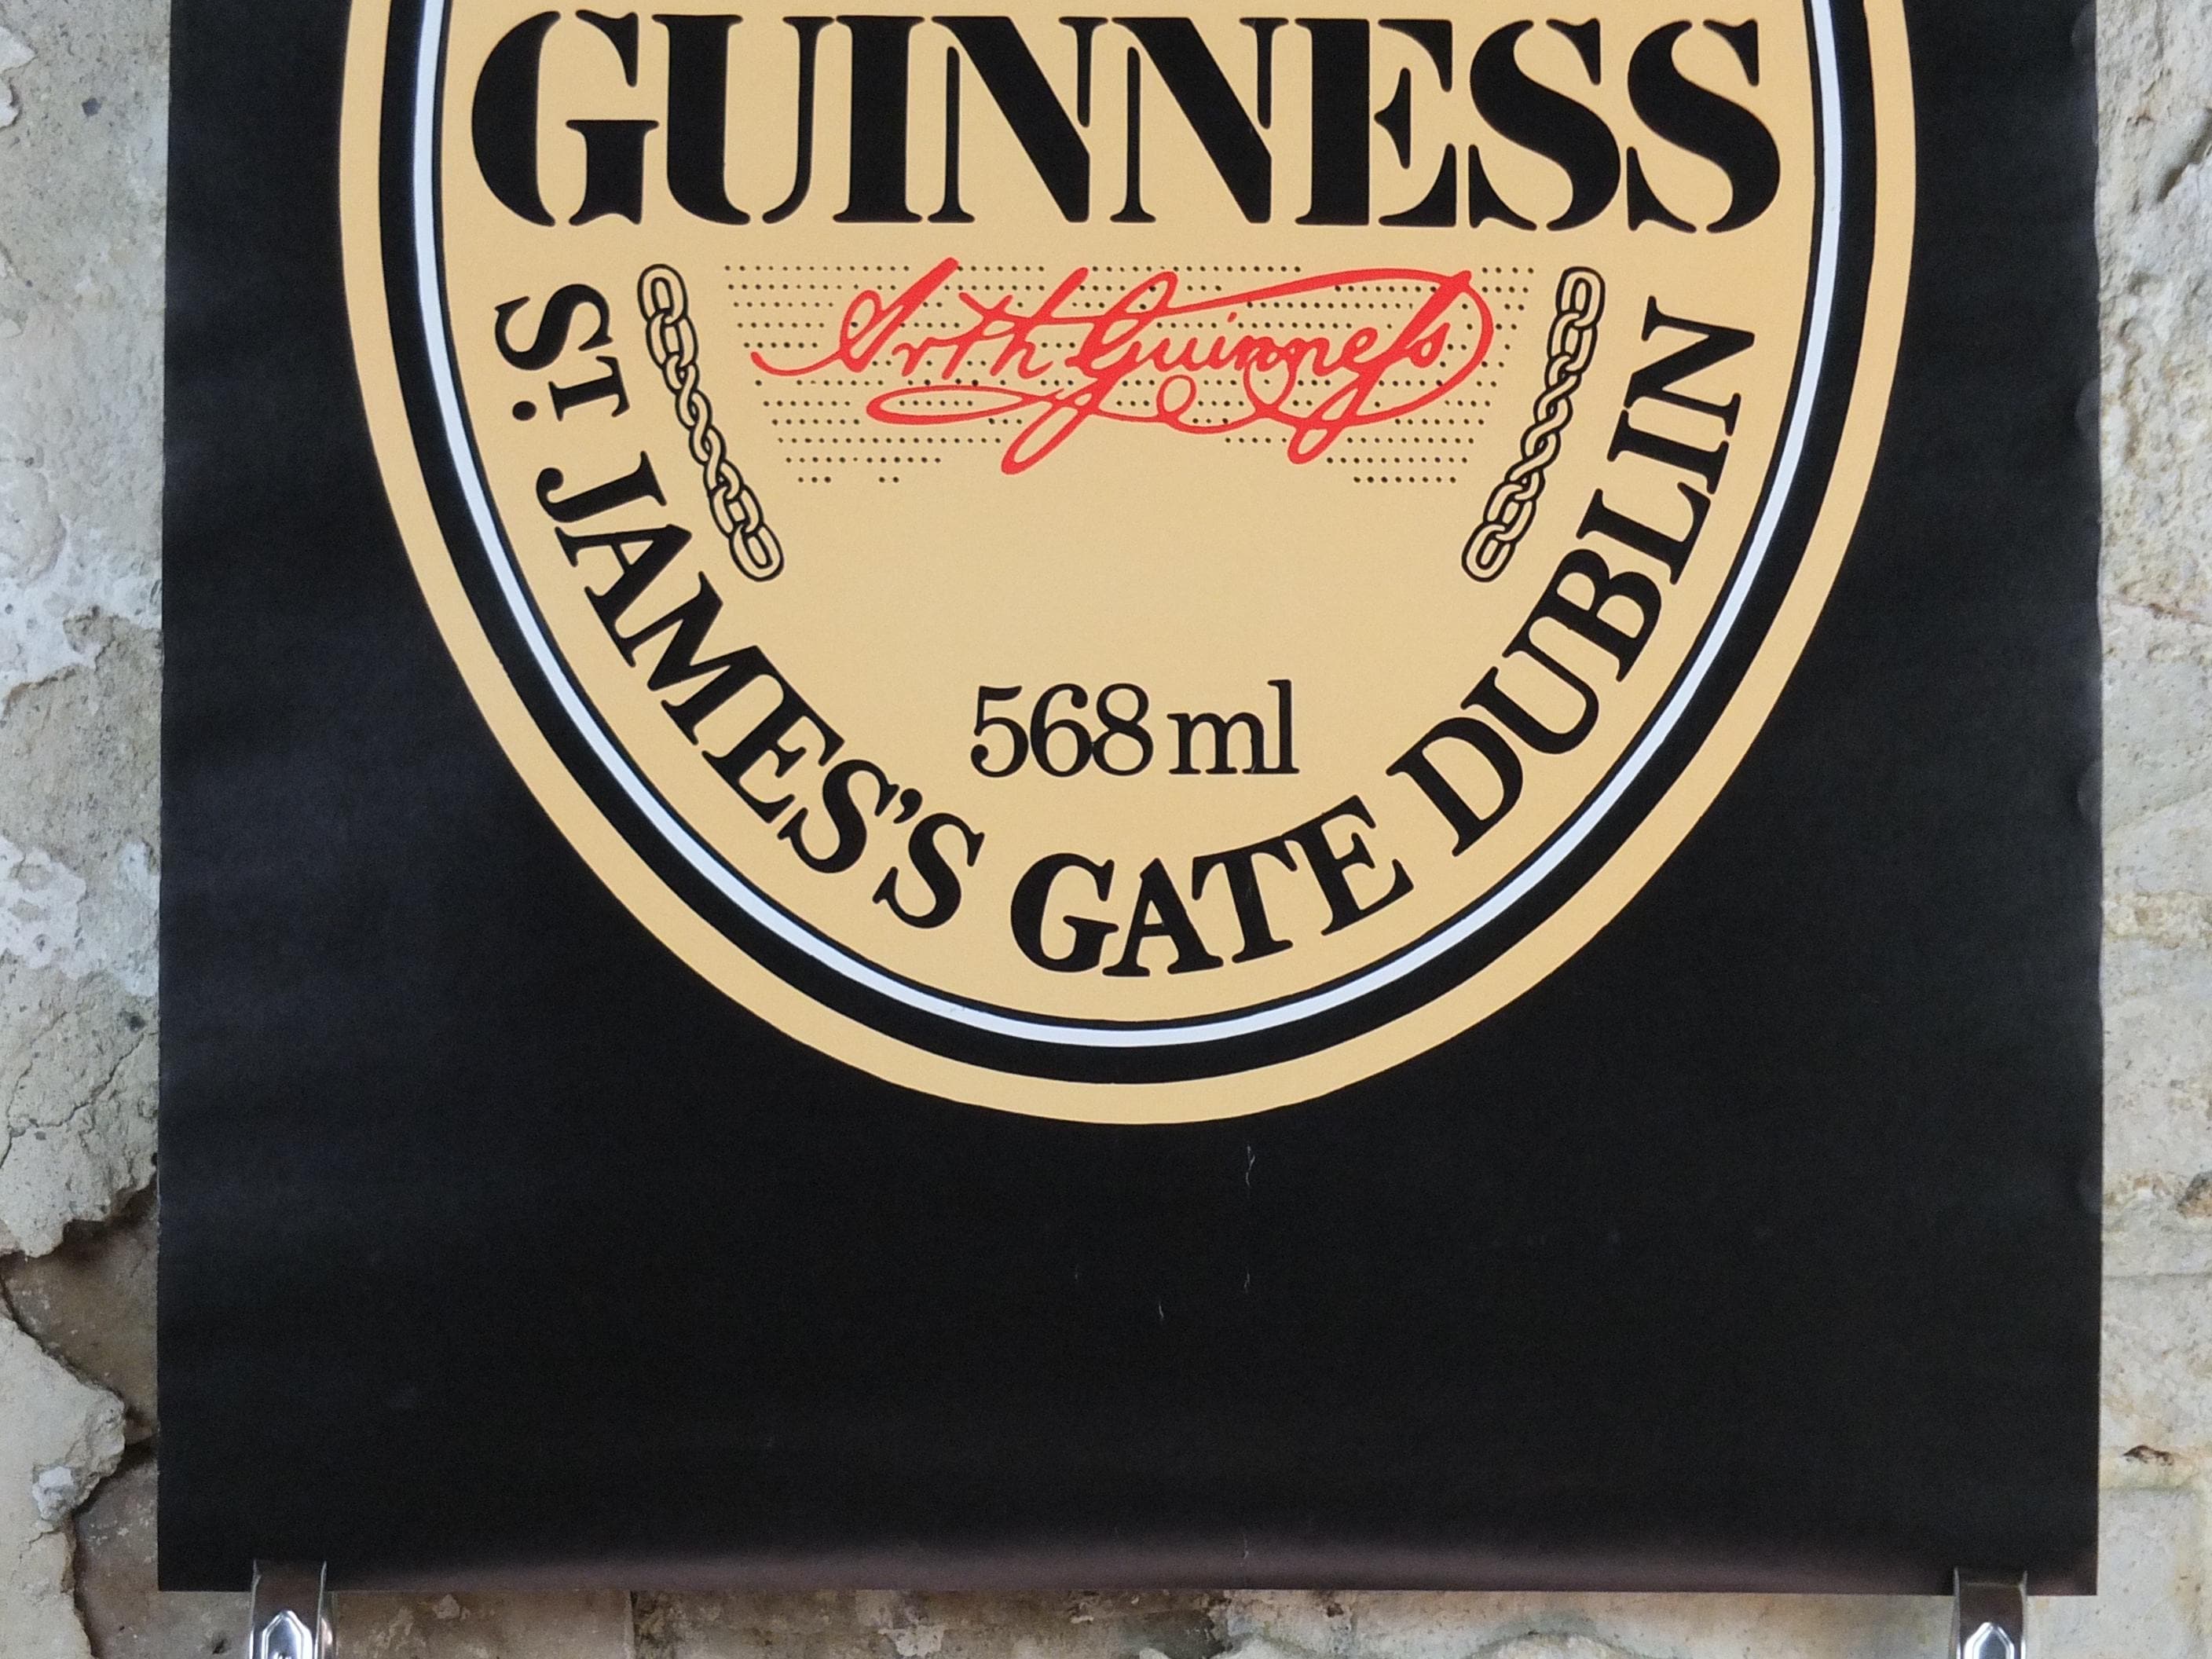 GUINNESS
Arth Guinness
568 ml
ST. JAMES'S GATE DUBLIN